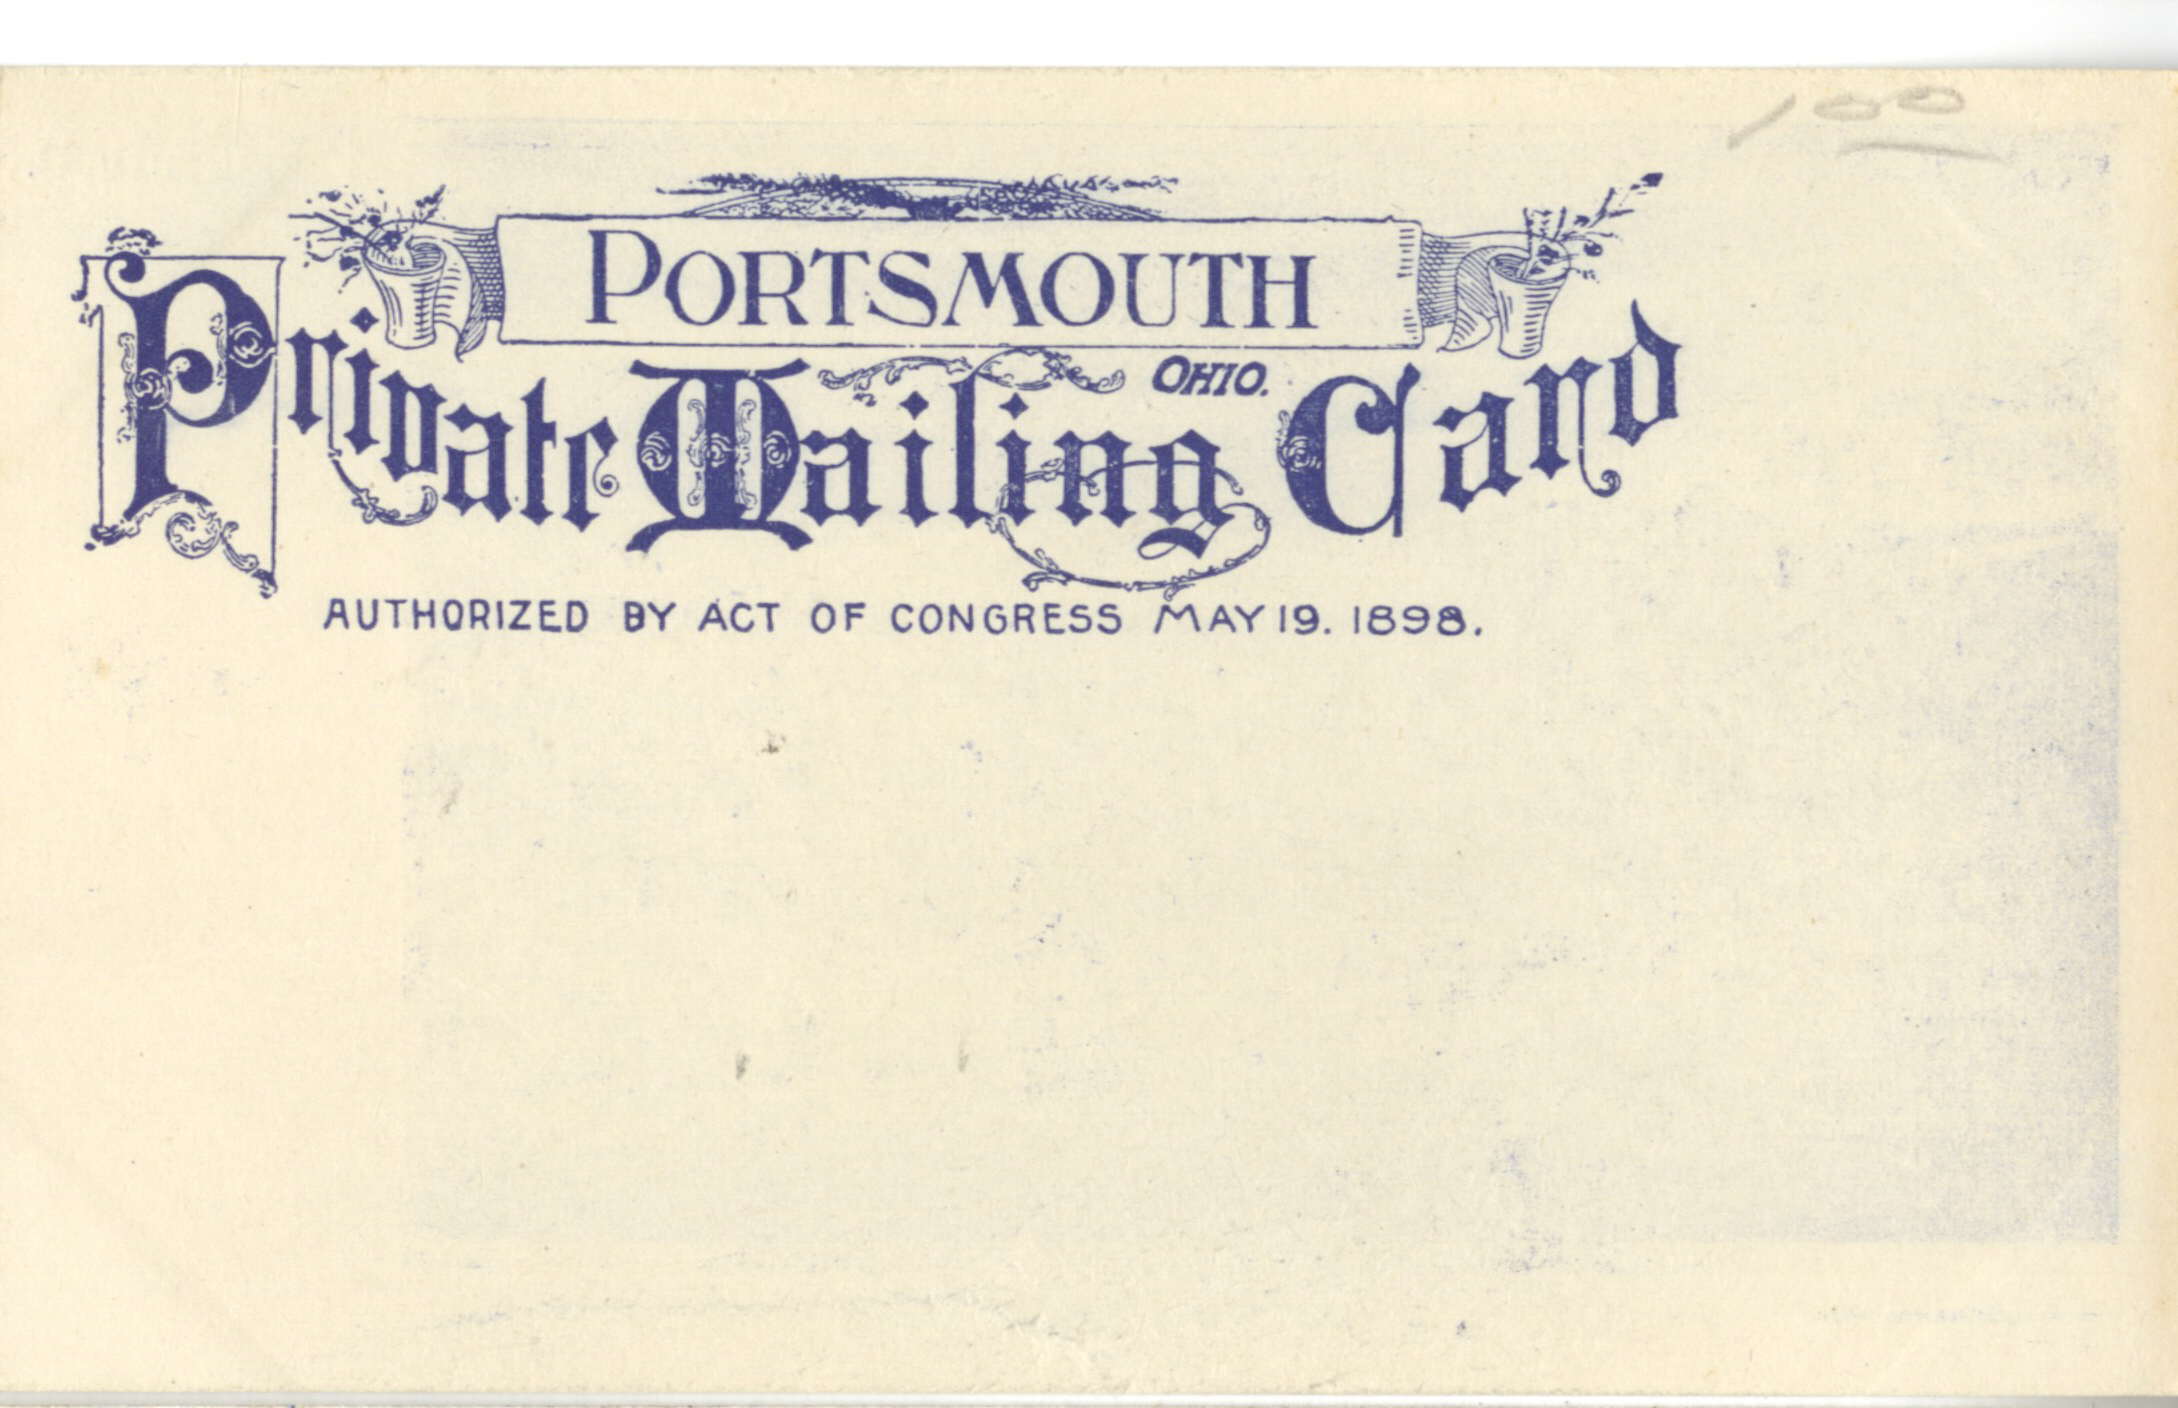 100
PORTSMOUTH
OHIO.
Private Mailing Card
AUTHORIZED BY ACT OF CONGRESS MAY 19. 1898.